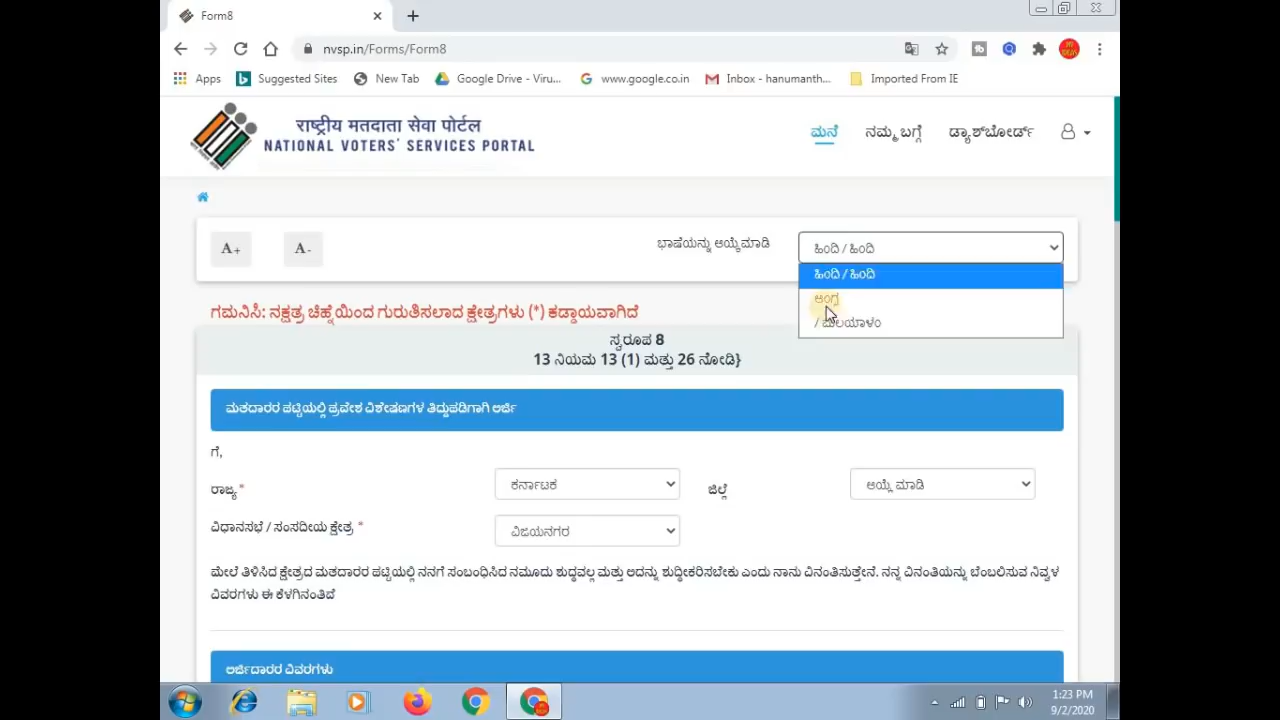 Form8
nvsp.in/Forms/Form8
Apps Suggested Sites New Tab Google Drive - Viru... www.google.co.in Inbox - hanumanth... Imported From IE
राष्ट्रीय मतदाता सेवा पोर्टल
NATIONAL VOTERS' SERVICES PORTAL
ಮನೆ ನಮ್ಮ ಬಗ್ಗೆ ಡ್ಯಾಶ್‌ಬೋರ್ಡ್
A+ A- ಭಾಷೆಯನ್ನು ಆಯ್ಕೆಮಾಡಿ ಹಿಂದಿ / ಹಿಂದಿ
ಹಿಂದಿ / ಹಿಂದಿ
ಆಂಗ್ಲ
/ ಮಲಯಾಳಂ
ಗಮನಿಸಿ: ನಕ್ಷತ್ರ ಚಿಹ್ನೆಯಿಂದ ಗುರುತಿಸಲಾದ ಕ್ಷೇತ್ರಗಳು (*) ಕಡ್ಡಾಯವಾಗಿದೆ
ಸ್ವರೂಪ 8
13 ನಿಯಮ 13 (1) ಮತ್ತು 26 ನೋಡಿ}
ಮತದಾರರ ಪಟ್ಟಿಯಲ್ಲಿ ಪ್ರವೇಶ ವಿಶೇಷಣಗಳ ತಿದ್ದುಪಡಿಗಾಗಿ ಅರ್ಜಿ
ಗೆ,
ರಾಜ್ಯ * ಕರ್ನಾಟಕ ಜಿಲ್ಲೆ ಆಯ್ಕೆ ಮಾಡಿ
ವಿಧಾನಸಭೆ / ಸಂಸದೀಯ ಕ್ಷೇತ್ರ * ವಿಜಯನಗರ
ಮೇಲೆ ತಿಳಿಸಿದ ಕ್ಷೇತ್ರದ ಮತದಾರರ ಪಟ್ಟಿಯಲ್ಲಿ ನನಗೆ ಸಂಬಂಧಿಸಿದ ನಮೂದು ಶುದ್ಧವಲ್ಲ ಮತ್ತು ಅದನ್ನು ಶುದ್ಧೀಕರಿಸಬೇಕು ಎಂದು ನಾನು ವಿನಂತಿಸುತ್ತೇನೆ. ನನ್ನ ವಿನಂತಿಯನ್ನು ಬೆಂಬಲಿಸುವ ನಿವ್ವಳ
ವಿವರಗಳು ಈ ಕೆಳಗಿನಂತಿವೆ
ಅರ್ಜಿದಾರರ ವಿವರಗಳು
1:23 PM
9/2/2020